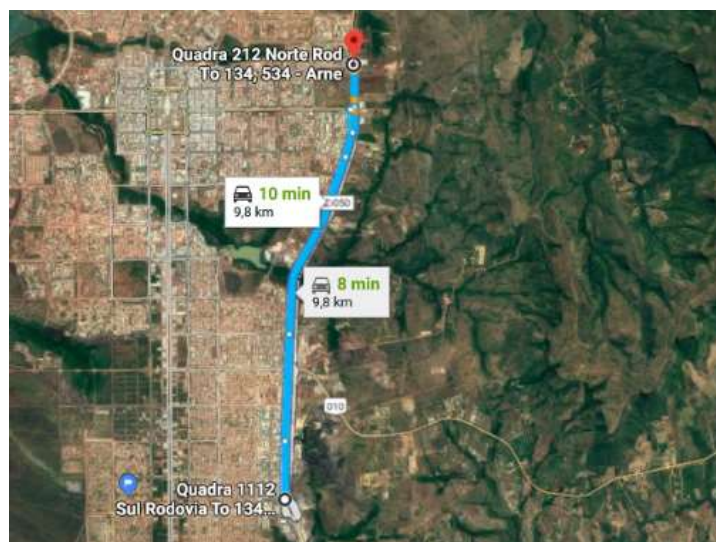 Quadra 212 Norte Rod
To 134, 534 - Arne
10 min
9,8 km
050
8 min
9,8 km
010
Quadra 1112
Sul Rodovia To 134...